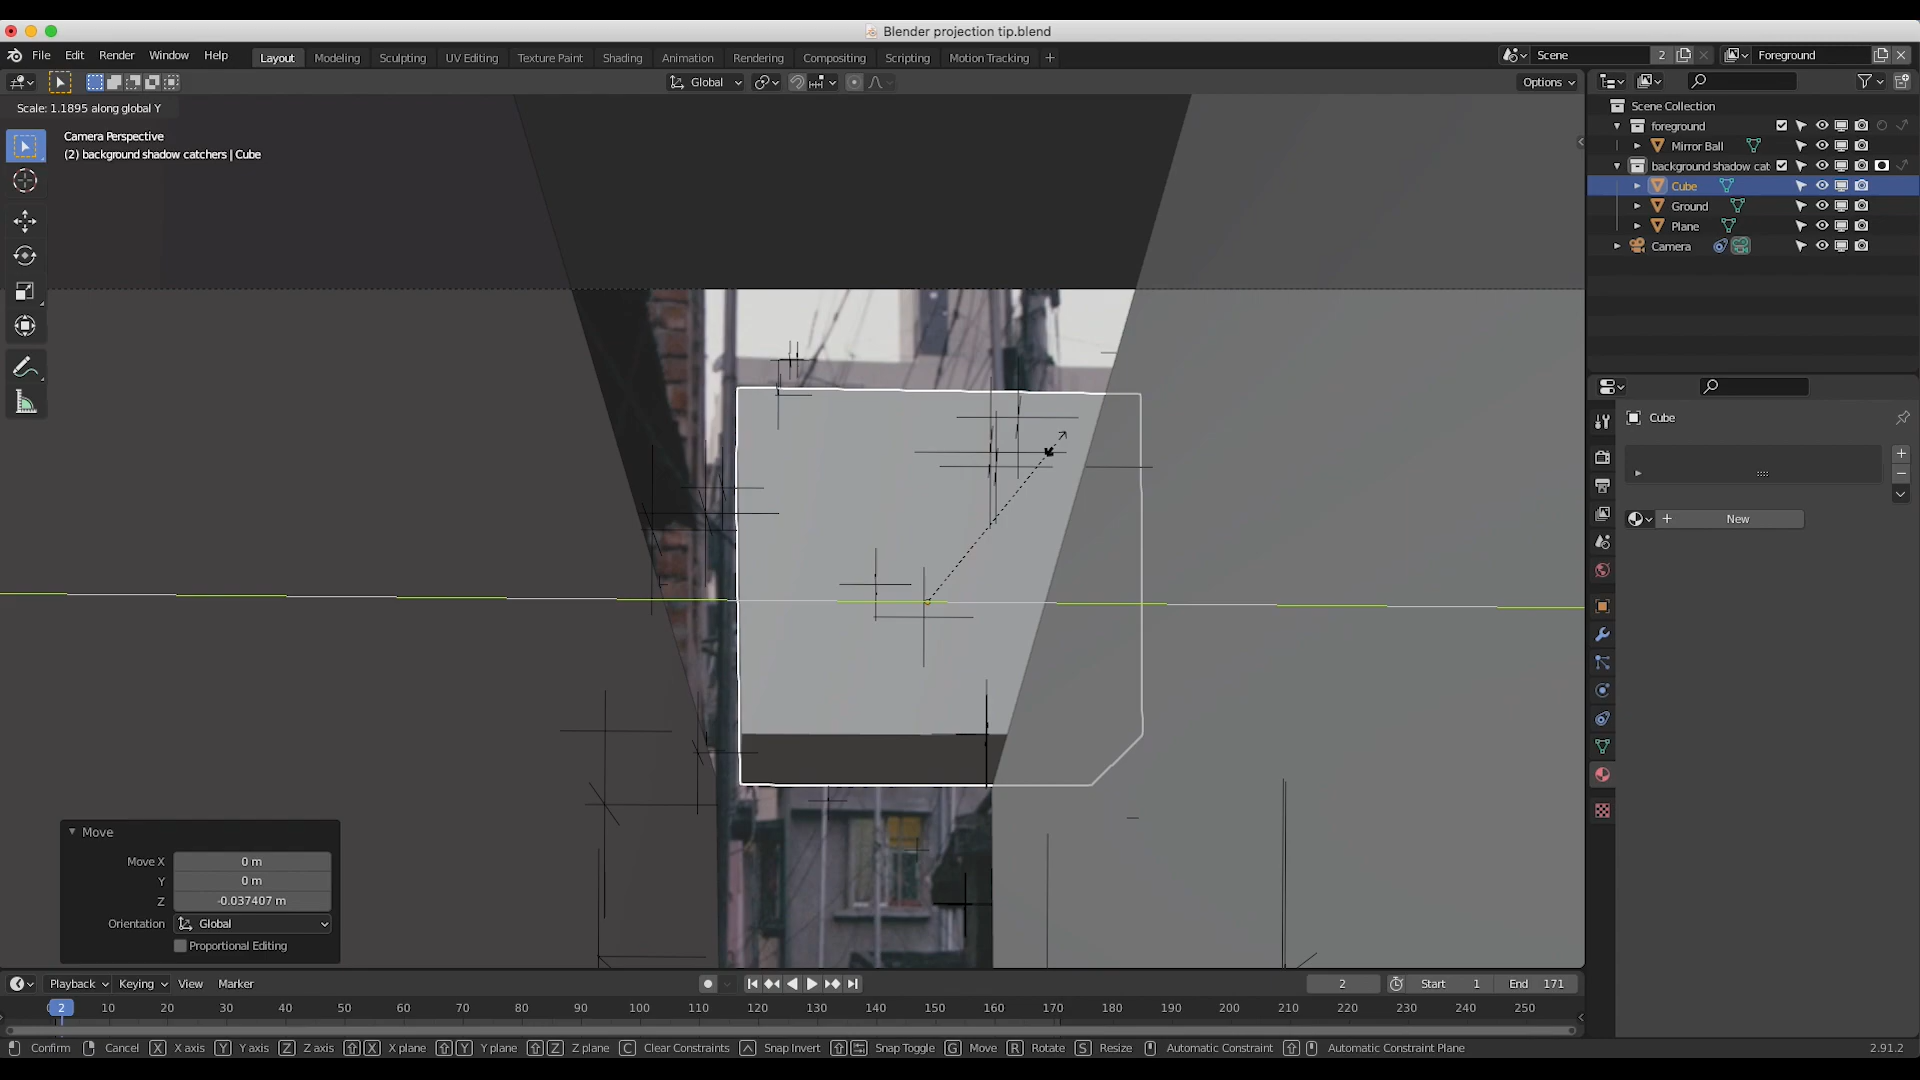 Blender projection tip.blend
File Edit Render Window Help Layout Modeling Sculpting UV Editing Texture Paint Shading Animation Rendering Compositing Scripting Motion Tracking + Scene 2 Foreground
Global Options
Scale: 1.1895 along global Y
Camera Perspective
(2) background shadow catchers | Cube
Scene Collection
foreground
Mirror Ball
background shadow cat
Cube
Ground
Plane
Camera
Cube
+ New
Move
Move X 0 m
Y 0 m
Z -0.037407 m
Orientation Global
Proportional Editing
Playback Keying View Marker 2 Start 1 End 171
2 10 20 30 40 50 60 70 80 90 100 110 120 130 140 150 160 170 180 190 200 210 220 230 240 250
Confirm Cancel X X axis Y Y axis Z Z axis X X plane Y Y plane Z Z plane C Clear Constraints Snap Invert Snap Toggle G Move R Rotate S Resize Automatic Constraint Automatic Constraint Plane 2.91.2